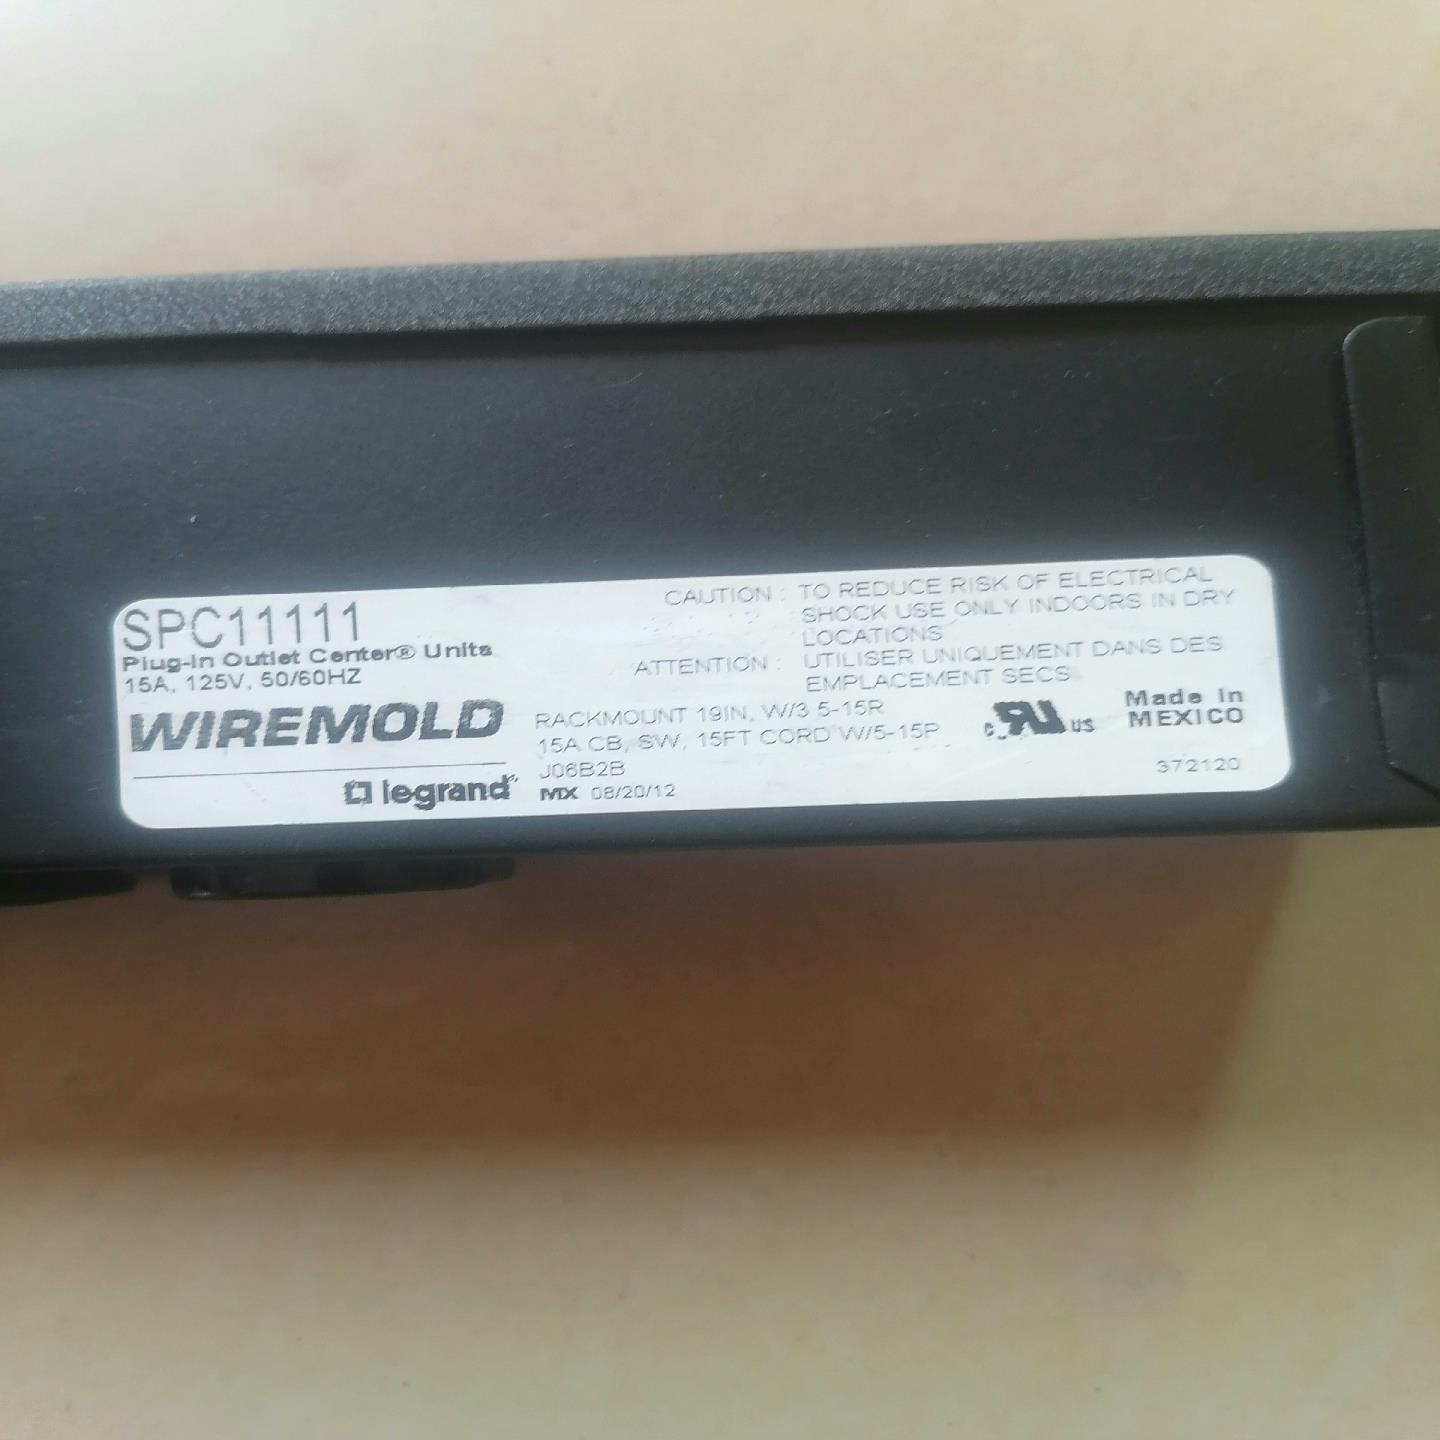 SPC11111
Plug-In Outlet Center® Units
15A, 125V, 50/60HZ
WIREMOLD
legrand®
CAUTION : TO REDUCE RISK OF ELECTRICAL
SHOCK USE ONLY INDOORS IN DRY
LOCATIONS
ATTENTION : UTILISER UNIQUEMENT DANS DES
EMPLACEMENT SECS
RACKMOUNT 19IN, W/3 5-15R
15A CB, SW, 15FT CORD W/5-15P
J06B2B
MX 08/20/12
c RU us
Made in
MEXICO
372120